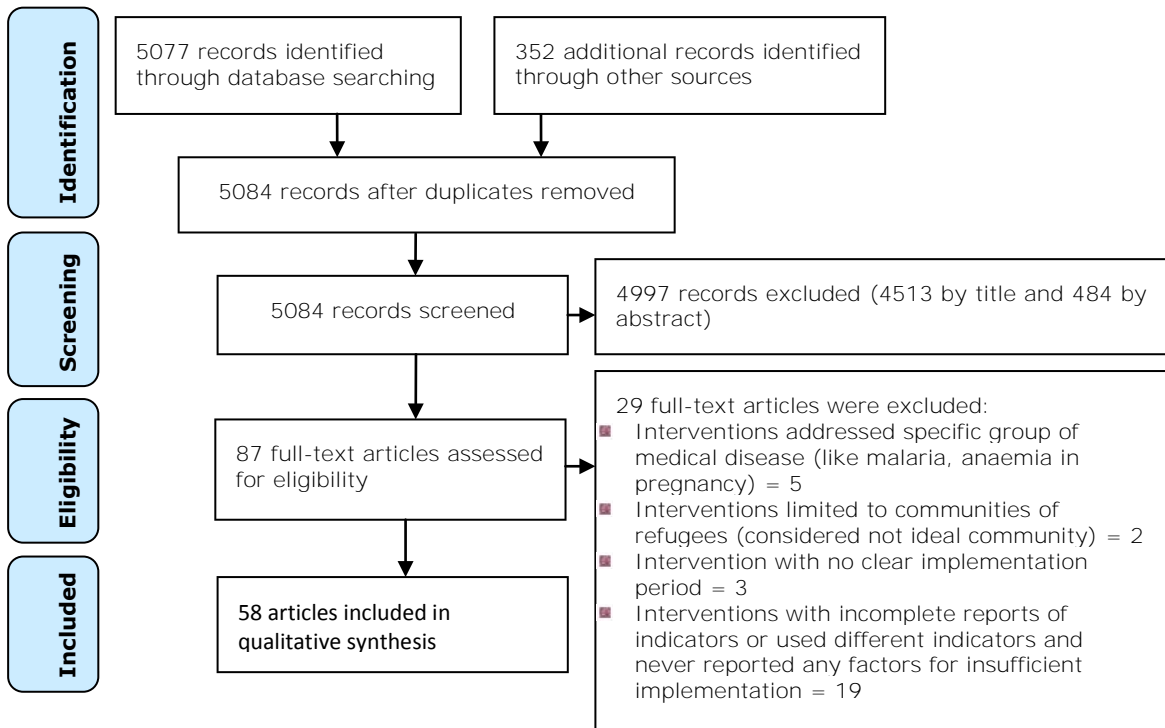 Identification
5077 records identified
through database searching
352 additional records identified
through other sources
5084 records after duplicates removed
Screening
5084 records screened
4997 records excluded (4513 by title and 484 by
abstract)
Eligibility
87 full-text articles assessed
for eligibility
29 full-text articles were excluded:
Interventions addressed specific group of
medical disease (like malaria, anaemia in
pregnancy) = 5
Interventions limited to communities of
refugees (considered not ideal community) = 2
Intervention with no clear implementation
period = 3
Interventions with incomplete reports of
indicators or used different indicators and
never reported any factors for insufficient
implementation = 19
Included
58 articles included in
qualitative synthesis